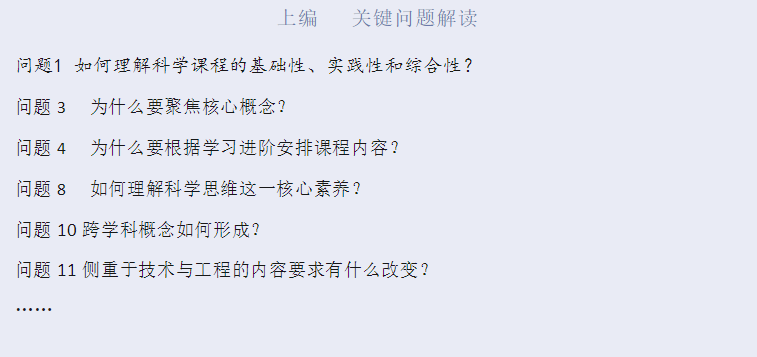 上编 关键问题解读
问题1 如何理解科学课程的基础性、实践性和综合性？
问题 3 为什么要聚焦核心概念？
问题 4 为什么要根据学习进阶安排课程内容？
问题 8 如何理解科学思维这一核心素养？
问题 10 跨学科概念如何形成？
问题 11 侧重于技术与工程的内容要求有什么改变？
……